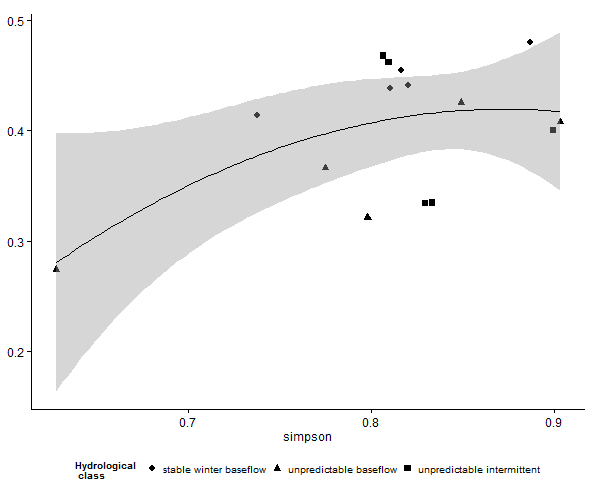 0.5
0.4
0.3
0.2
0.7 0.8 0.9
simpson
Hydrological
class
stable winter baseflow unpredictable baseflow unpredictable intermittent